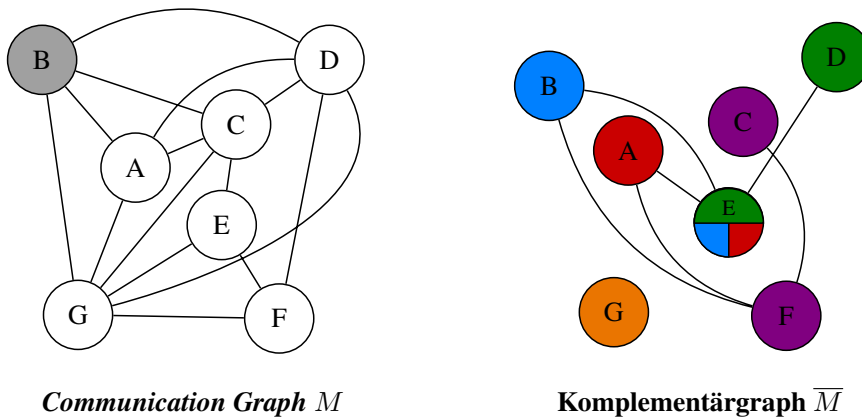 B
D
C
A
E
G
F
Communication Graph M
D
B
C
A
E
G
F
Komplementärgraph M̅